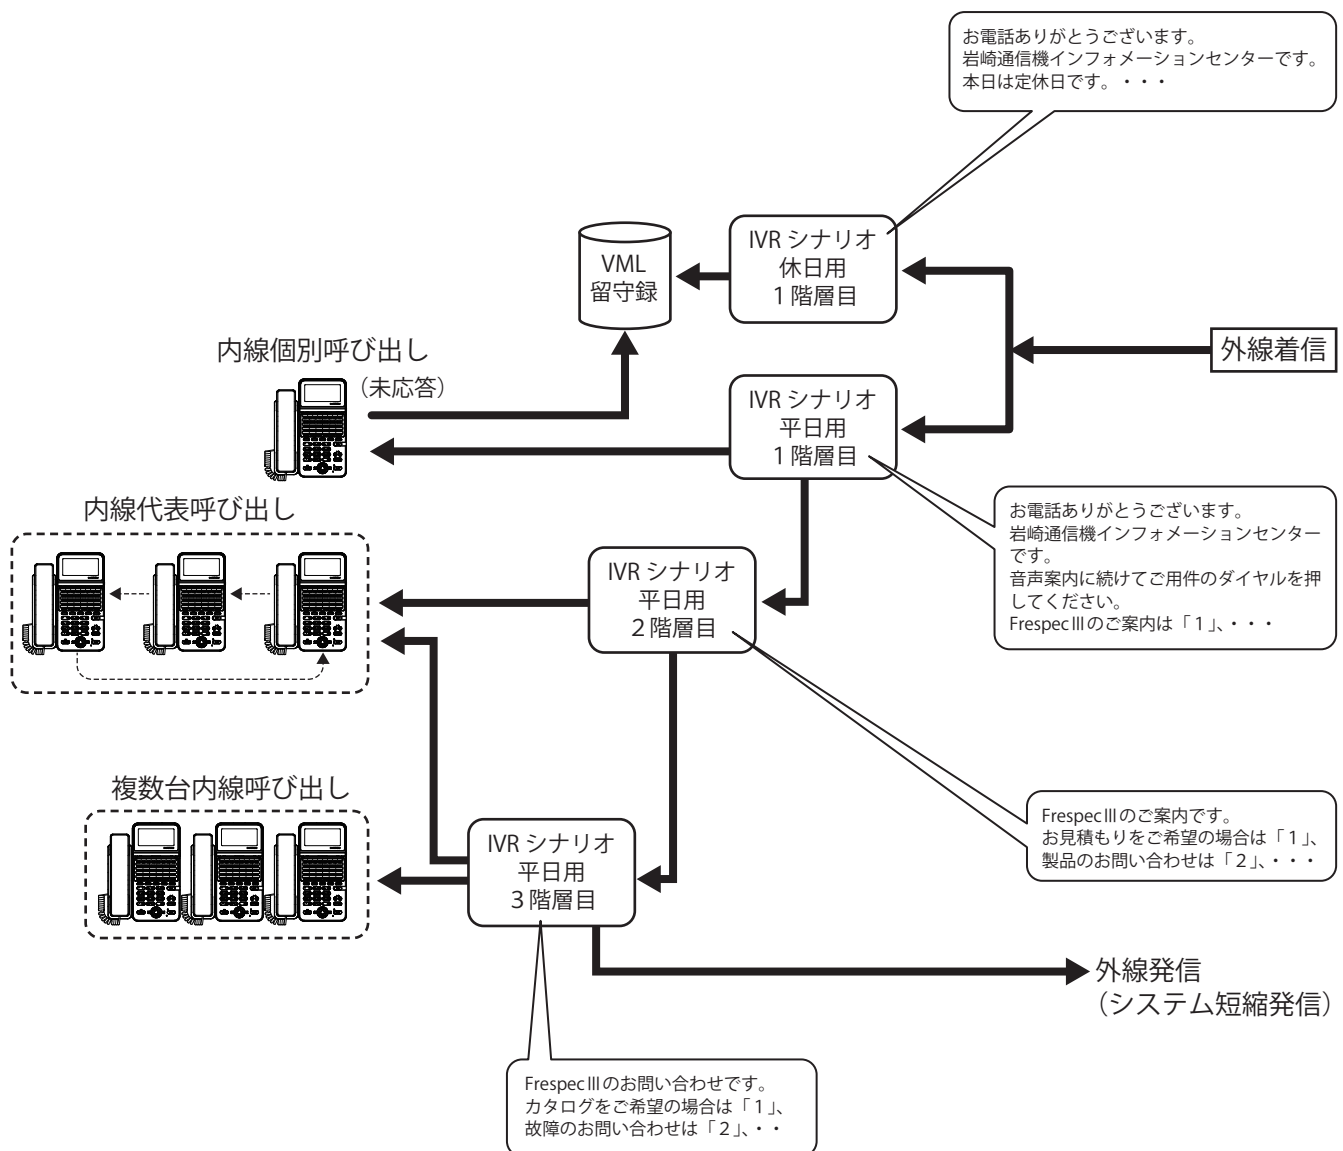 お電話ありがとうございます。
岩崎通信機インフォメーションセンターです。
本日は定休日です。・・・
IVR シナリオ
休日用
1階層目
VML
留守録
外線着信
内線個別呼び出し
（未応答）
IVR シナリオ
平日用
1階層目
お電話ありがとうございます。
岩崎通信機インフォメーションセンター
です。
音声案内に続けてご用件のダイヤルを押
してください。
FrespecⅢのご案内は「1」、・・・
内線代表呼び出し
IVR シナリオ
平日用
2階層目
FrespecⅢのご案内です。
お見積もりをご希望の場合は「1」、
製品のお問い合わせは「2」、・・・
複数台内線呼び出し
IVR シナリオ
平日用
3階層目
外線発信
（システム短縮発信）
FrespecⅢのお問い合わせです。
カタログをご希望の場合は「1」、
故障のお問い合わせは「2」、・・